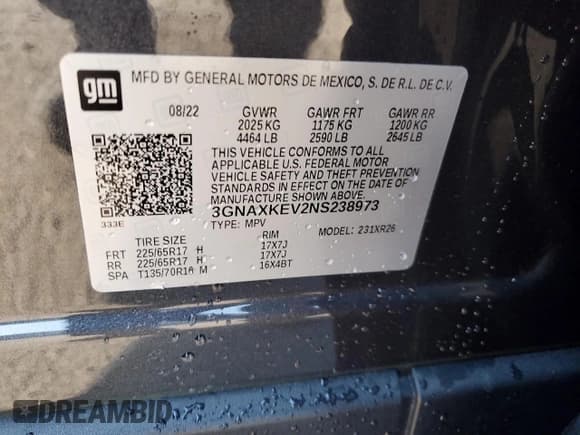 gm
MFD BY GENERAL MOTORS DE MEXICO, S. DE R.L. DE C.V.
08/22 GVWR GAWR FRT GAWR RR
2025 KG 1175 KG 1200 KG
4464 LB 2590 LB 2645 LB
THIS VEHICLE CONFORMS TO ALL
APPLICABLE U.S. FEDERAL MOTOR
VEHICLE SAFETY AND THEFT PREVENTION
STANDARDS IN EFFECT ON THE DATE OF
MANUFACTURE SHOWN ABOVE.
333E
3GNAXKEV2NS238973
TYPE: MPV MODEL: 231XR26
TIRE SIZE RIM
FRT 225/65R17 H 17X7J
RR 225/65R17 H 17X7J
SPA T135/70R16 M 16X4BT
DREAMBID